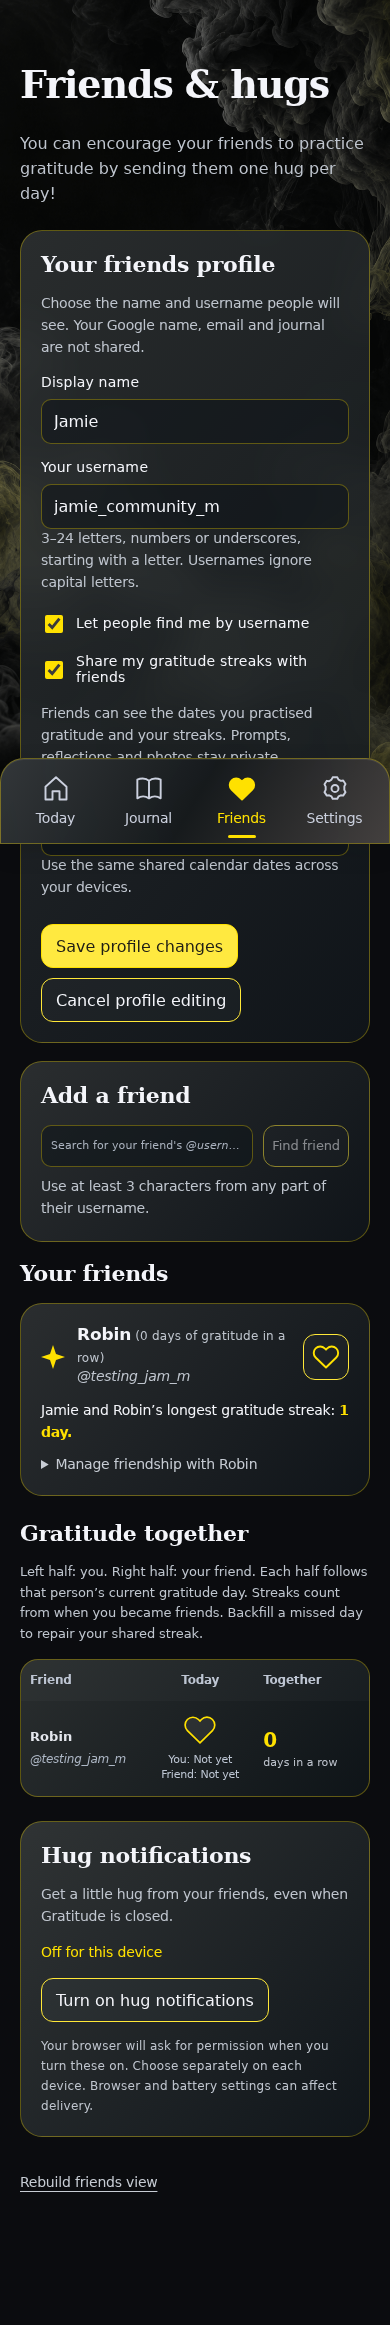 Friends & hugs
You can encourage your friends to practice
gratitude by sending them one hug per
day!
Your friends profile
Choose the name and username people will
see. Your Google name, email and journal
are not shared.
Display name
Jamie
Your username
jamie_community_m
3–24 letters, numbers or underscores,
starting with a letter. Usernames ignore
capital letters.
Let people find me by username
Share my gratitude streaks with
friends
Friends can see the dates you practised
gratitude and your streaks. Prompts,
reflections and photos stay private.
Today
Journal
Friends
Settings
Use the same shared calendar dates across
your devices.
Save profile changes
Cancel profile editing
Add a friend
Search for your friend's @usern...
Find friend
Use at least 3 characters from any part of
their username.
Your friends
Robin (0 days of gratitude in a
row)
@testing_jam_m
Jamie and Robin’s longest gratitude streak: 1
day.
Manage friendship with Robin
Gratitude together
Left half: you. Right half: your friend. Each half follows
that person’s current gratitude day. Streaks count
from when you became friends. Backfill a missed day
to repair your shared streak.
Friend
Today
Together
Robin
@testing_jam_m
You: Not yet
Friend: Not yet
0
days in a row
Hug notifications
Get a little hug from your friends, even when
Gratitude is closed.
Off for this device
Turn on hug notifications
Your browser will ask for permission when you
turn these on. Choose separately on each
device. Browser and battery settings can affect
delivery.
Rebuild friends view